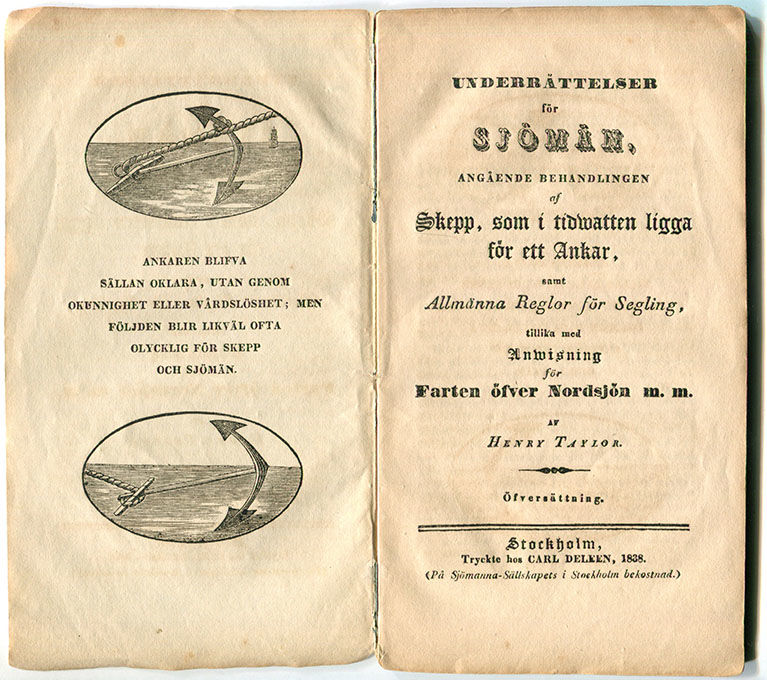 ANKAREN BLIFVA
SÄLLAN OKLARA, UTAN GENOM
OKUNNIGHET ELLER VÅRDSLÖSHET; MEN
FÖLJDEN BLIR LIKVÄL OFTA
OLYCKLIG FÖR SKEPP
OCH SJÖMÄN.
UNDERRÄTTELSER
för
SJÖMÄN,
ANGÅENDE BEHANDLINGEN
af
Skepp, som i tidwatten ligga
för ett Ankar,
samt
Allmänna Reglor för Segling,
tillika med
Anwisning
för
Farten öfver Nordsjön m. m.
AF
HENRY TAYLOR.
Öfversättning.
Stockholm,
Tryckte hos CARL DELEEN, 1838.
(På Sjömanna-Sällskapets i Stockholm bekostnad.)